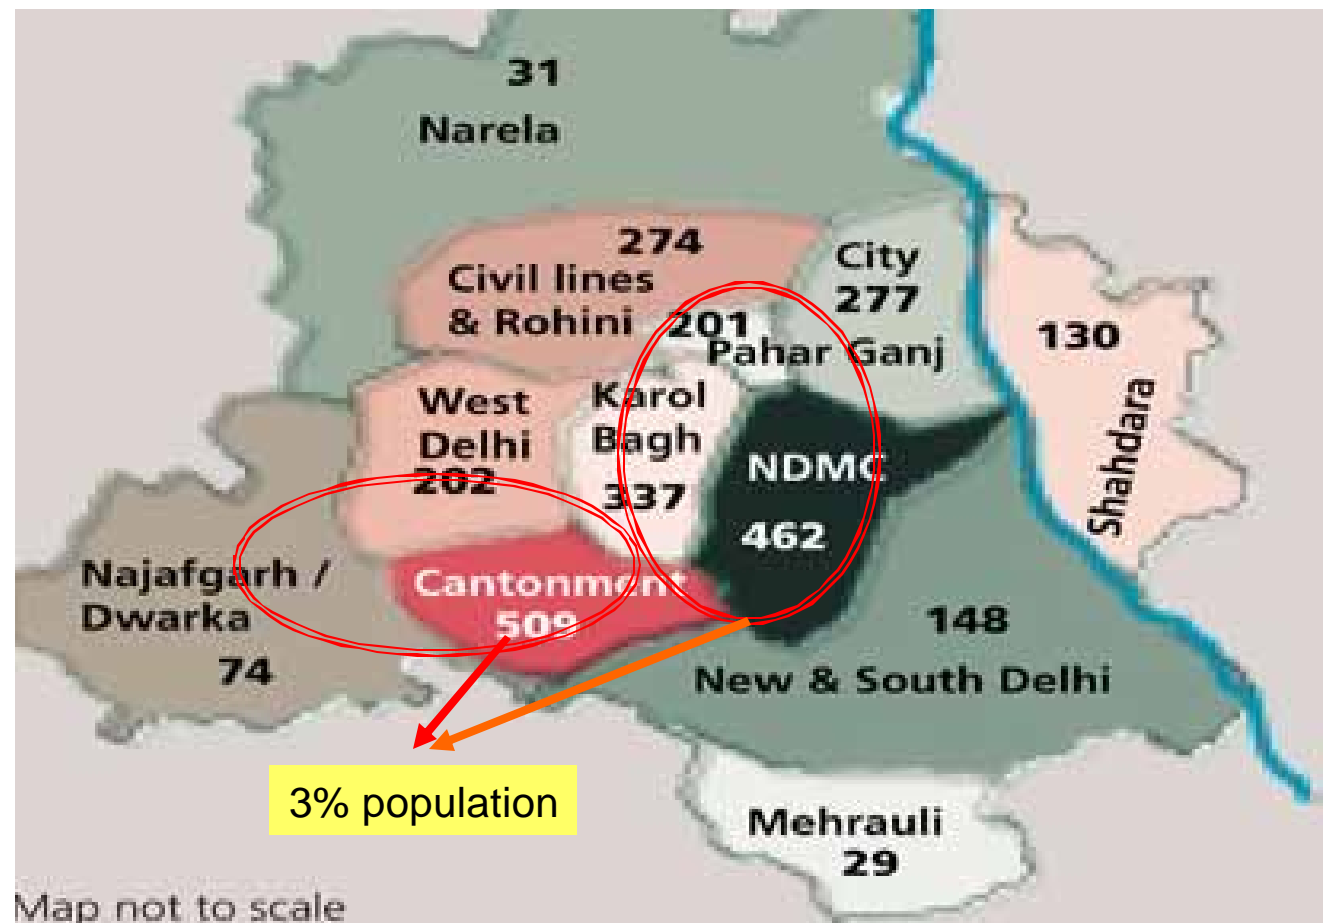 31
Narela
274
Civil lines
& Rohini
City
277
201
Pahar Ganj
130
Shahdara
West
Delhi
202
Karol
Bagh
337
NDMC
462
Najafgarh /
Dwarka
74
Cantonment
509
148
New & South Delhi
3% population
Mehrauli
29
Map not to scale